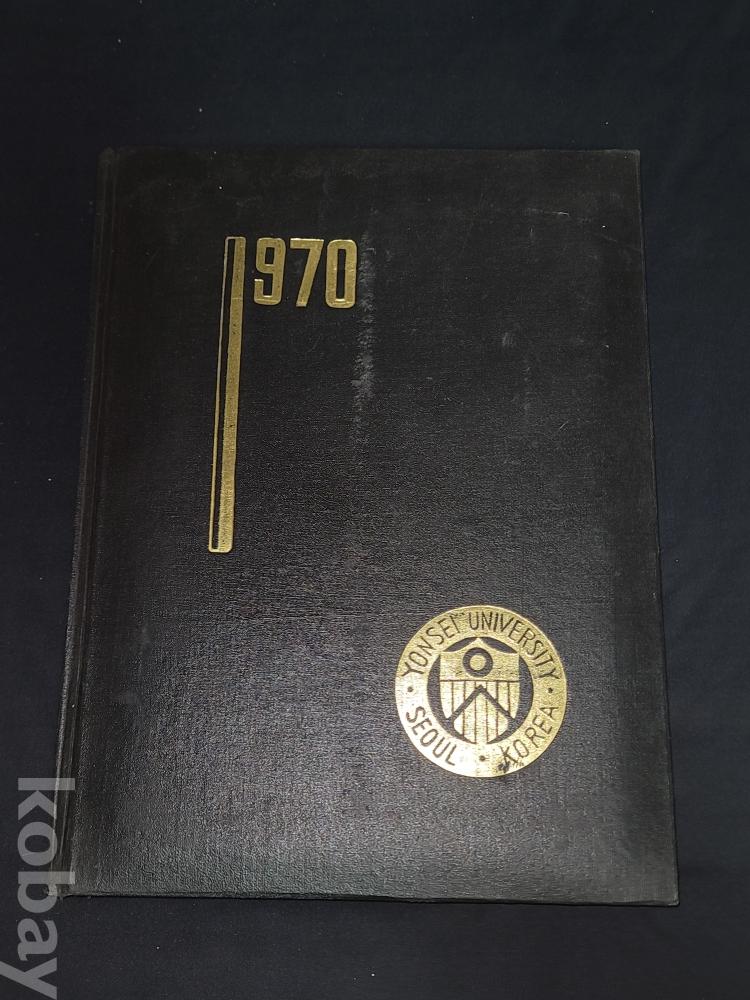 1970
YONSEI UNIVERSITY
SEOUL · KOREA
kobay